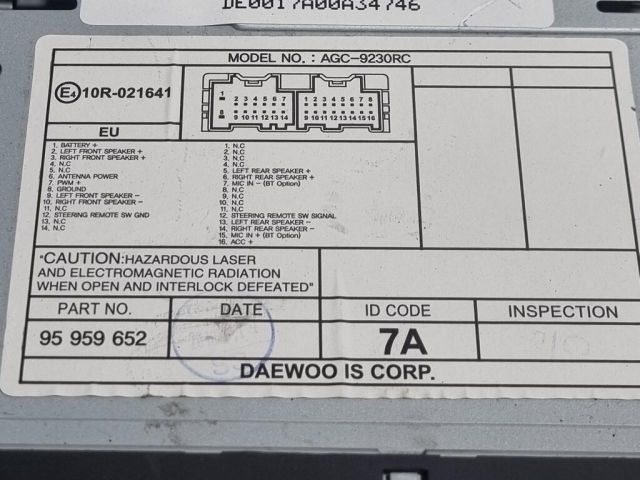 DE0017A00A34746
MODEL NO. : AGC-9230RC
E4 10R-021641
EU
1 2 3 4 5 6 7 1 2 3 4 5 6 7 8
8 9 10 11 12 13 14 9 10 11 12 13 14 15 16
1. BATTERY +
2. LEFT FRONT SPEAKER +
3. RIGHT FRONT SPEAKER +
4. N.C
5. N.C
6. ANTENNA POWER
7. PWM +
8. GROUND
9. LEFT FRONT SPEAKER -
10. RIGHT FRONT SPEAKER -
11. N.C
12. STEERING REMOTE SW GND
13. N.C
14. N.C
1. N.C
2. N.C
3. N.C
4. N.C
5. LEFT REAR SPEAKER +
6. RIGHT REAR SPEAKER +
7. MIC IN - (BT Option)
8. N.C
9. N.C
10. N.C
11. N.C
12. STEERING REMOTE SW SIGNAL
13. LEFT REAR SPEAKER -
14. RIGHT REAR SPEAKER -
15. MIC IN + (BT Option)
16. ACC +
"CAUTION:HAZARDOUS LASER
AND ELECTROMAGNETIC RADIATION
WHEN OPEN AND INTERLOCK DEFEATED"
PART NO. DATE ID CODE INSPECTION
95 959 652 7A
DAEWOO IS CORP.